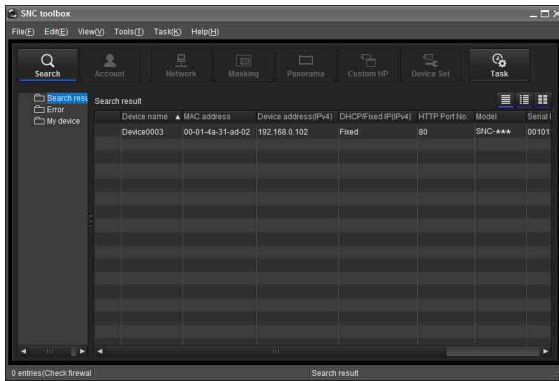 SNC toolbox
File(F) Edit(E) View(V) Tools(T) Task(K) Help(H)
Search Account Network Masking Panorama Custom HP Device Set Task
Search resu
Error
My device
Search result
Device name MAC address Device address(IPv4) DHCP/Fixed IP(IPv4) HTTP Port No. Model Serial
Device0003 00-01-4a-31-ad-02 192.168.0.102 Fixed 80 SNC-*** 00101
0 entries(Check firewal Search result